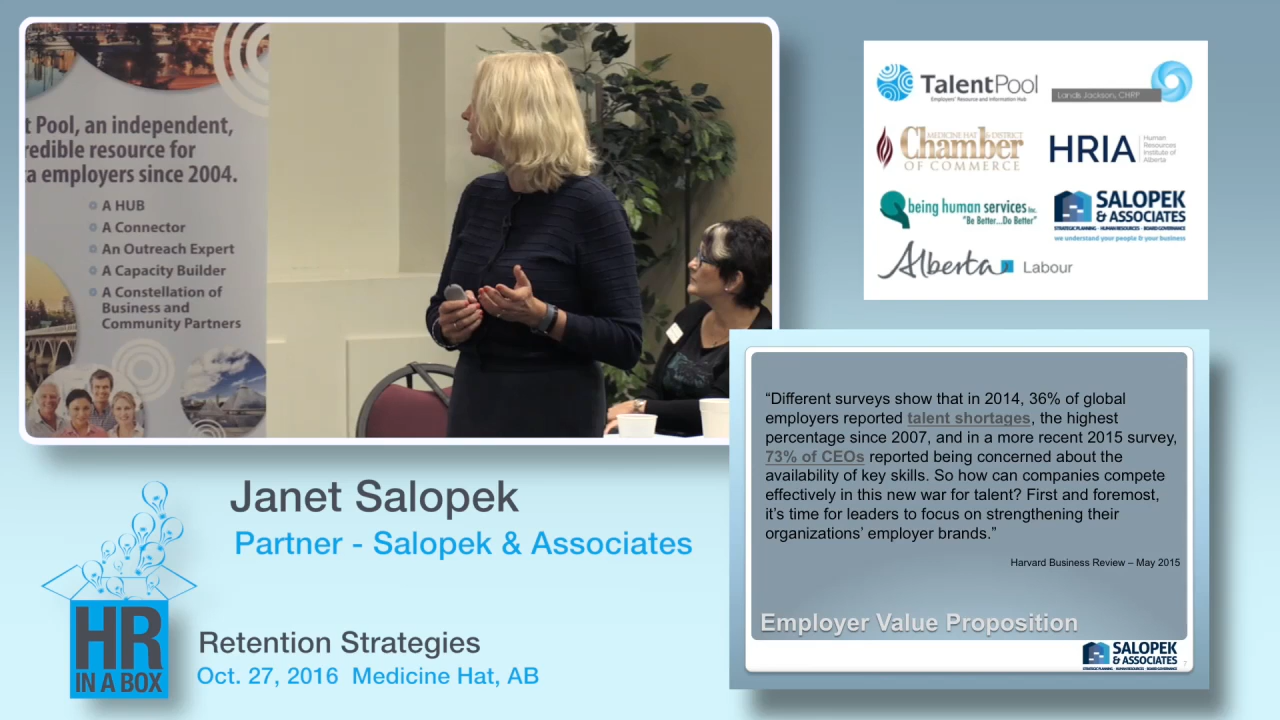 t Pool, an independent,
redible resource for
a employers since 2004.
A HUB
A Connector
An Outreach Expert
A Capacity Builder
A Constellation of
Business and
Community Partners
TalentPool
Employers' Resource and Information Hub
Landis Jackson, CHRP
MEDICINE HAT & DISTRICT
Chamber
OF COMMERCE
HRIA
Human
Resources
Institute of
Alberta
being human services Inc.
"Be Better...Do Better"
SALOPEK
& ASSOCIATES
STRATEGIC PLANNING · HUMAN RESOURCES · BOARD GOVERNANCE
we understand your people & your business
Alberta Labour
“Different surveys show that in 2014, 36% of global
employers reported talent shortages, the highest
percentage since 2007, and in a more recent 2015 survey,
73% of CEOs reported being concerned about the
availability of key skills. So how can companies compete
effectively in this new war for talent? First and foremost,
it’s time for leaders to focus on strengthening their
organizations’ employer brands.”
Harvard Business Review – May 2015
Employer Value Proposition
SALOPEK
& ASSOCIATES
STRATEGIC PLANNING · HUMAN RESOURCES · BOARD GOVERNANCE
7
Janet Salopek
Partner - Salopek & Associates
HR
IN A BOX
Retention Strategies
Oct. 27, 2016 Medicine Hat, AB